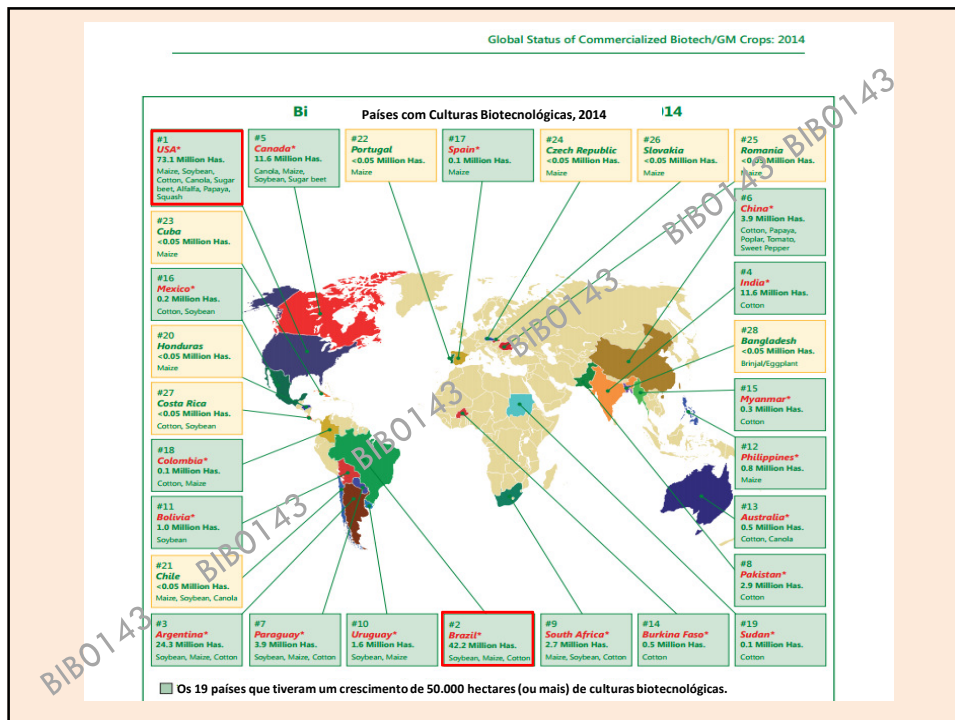 Global Status of Commercialized Biotech/GM Crops: 2014
Bi
Países com Culturas Biotecnológicas, 2014
014
#1
USA*
73.1 Million Has.
Maize, Soybean,
Cotton, Canola, Sugar
beet, Alfalfa, Papaya,
Squash
#5
Canada*
11.6 Million Has.
Canola, Maize,
Soybean, Sugar beet
#22
Portugal
<0.05 Million Has.
Maize
#17
Spain*
0.1 Million Has.
Maize
#24
Czech Republic
<0.05 Million Has.
Maize
#26
Slovakia
<0.05 Million Has.
Maize
#25
Romania
<0.05 Million Has.
Maize
#23
Cuba
<0.05 Million Has.
Maize
#6
China*
3.9 Million Has.
Cotton, Papaya,
Poplar, Tomato,
Sweet Pepper
#16
Mexico*
0.2 Million Has.
Cotton, Soybean
#4
India*
11.6 Million Has.
Cotton
#20
Honduras
<0.05 Million Has.
Maize
#28
Bangladesh
<0.05 Million Has.
Brinjal/Eggplant
#27
Costa Rica
<0.05 Million Has.
Cotton, Soybean
#15
Myanmar*
0.3 Million Has.
Cotton
#18
Colombia*
0.1 Million Has.
Cotton, Maize
#12
Philippines*
0.8 Million Has.
Maize
#11
Bolivia*
1.0 Million Has.
Soybean
#13
Australia*
0.5 Million Has.
Cotton, Canola
#21
Chile
<0.05 Million Has.
Maize, Soybean, Canola
#8
Pakistan*
2.9 Million Has.
Cotton
#3
Argentina*
24.3 Million Has.
Soybean, Maize, Cotton
#7
Paraguay*
3.9 Million Has.
Soybean, Maize, Cotton
#10
Uruguay*
1.6 Million Has.
Soybean, Maize
#2
Brazil*
42.2 Million Has.
Soybean, Maize, Cotton
#9
South Africa*
2.7 Million Has.
Maize, Soybean, Cotton
#14
Burkina Faso*
0.5 Million Has.
Cotton
#19
Sudan*
0.1 Million Has.
Cotton
Os 19 países que tiveram um crescimento de 50.000 hectares (ou mais) de culturas biotecnológicas.
BIB0143
BIB0143
BIB0143
BIB0143
BIB0143
BIB0143